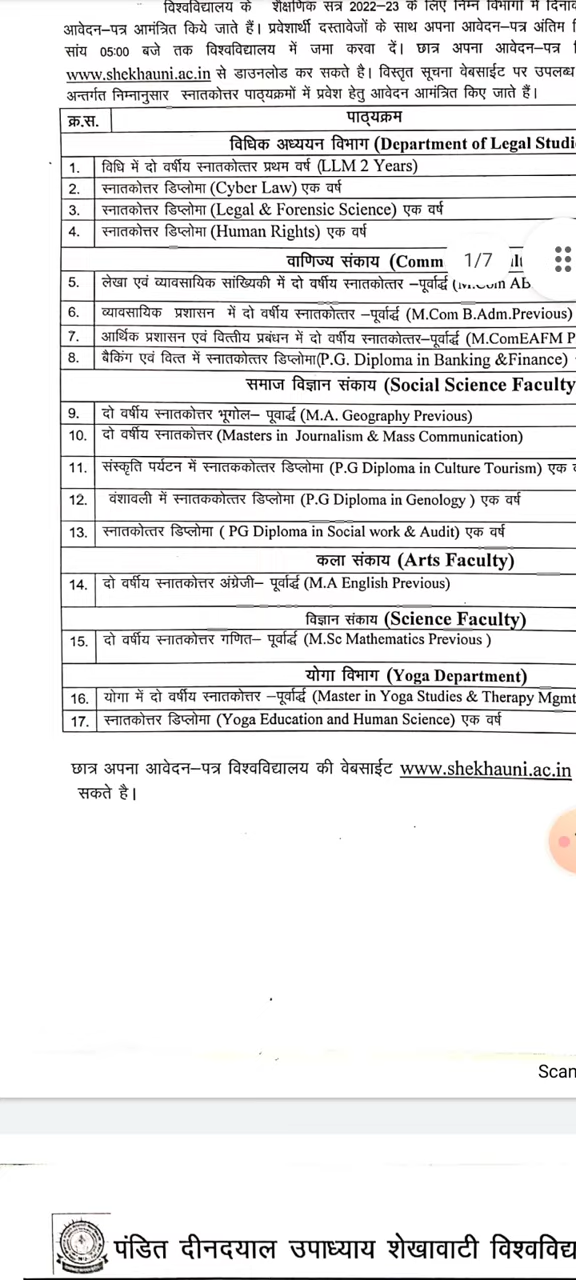 विश्वविद्यालय के शैक्षणिक सत्र 2022-23 के लिए निम्न विभागों में
आवेदन–पत्र आमंत्रित किये जाते हैं। प्रवेशार्थी दस्तावेजों के साथ अपना आवेदन–पत्र अंतिम
सांय 05:00 बजे तक विश्वविद्यालय में जमा करवा दें। छात्र अपना आवेदन–पत्र
www.shekhauni.ac.in से डाउनलोड कर सकते है। विस्तृत सूचना वेबसाईट पर उपलब्ध
अन्तर्गत निम्नानुसार स्नातकोत्तर पाठ्यक्रमों में प्रवेश हेतु आवेदन आमंत्रित किए जाते हैं।
क्र.स. पाठ्यक्रम
विधिक अध्ययन विभाग (Department of Legal Studi
1. विधि में दो वर्षीय स्नातकोत्तर प्रथम वर्ष (LLM 2 Years)
2. स्नातकोत्तर डिप्लोमा (Cyber Law) एक वर्ष
3. स्नातकोत्तर डिप्लोमा (Legal & Forensic Science) एक वर्ष
4. स्नातकोत्तर डिप्लोमा (Human Rights) एक वर्ष
वाणिज्य संकाय (Comm 1/7
5. लेखा एवं व्यावसायिक सांख्यिकी में दो वर्षीय स्नातकोत्तर –पूर्वार्द्ध (M.Com AB
6. व्यावसायिक प्रशासन में दो वर्षीय स्नातकोत्तर –पूर्वार्द्ध (M.Com B.Adm.Previous)
7. आर्थिक प्रशासन एवं वित्तीय प्रबंधन में दो वर्षीय स्नातकोत्तर–पूर्वार्द्ध (M.ComEAFM P
8. बैकिंग एवं वित्त में स्नातकोत्तर डिप्लोमा(P.G. Diploma in Banking &Finance)
समाज विज्ञान संकाय (Social Science Faculty
9. दो वर्षीय स्नातकोत्तर भूगोल– पूवार्द्ध (M.A. Geography Previous)
10. दो वर्षीय स्नातकोत्तर (Masters in Journalism & Mass Communication)
11. संस्कृति पर्यटन में स्नातककोत्तर डिप्लोमा (P.G Diploma in Culture Tourism) एक
12. वंशावली में स्नातककोत्तर डिप्लोमा (P.G Diploma in Genology ) एक वर्ष
13. स्नातकोत्तर डिप्लोमा ( PG Diploma in Social work & Audit) एक वर्ष
कला संकाय (Arts Faculty)
14. दो वर्षीय स्नातकोत्तर अंग्रेजी– पूर्वार्द्ध (M.A English Previous)
विज्ञान संकाय (Science Faculty)
15. दो वर्षीय स्नातकोत्तर गणित– पूर्वार्द्ध (M.Sc Mathematics Previous )
योगा विभाग (Yoga Department)
16. योगा में दो वर्षीय स्नातकोत्तर –पूर्वार्द्ध (Master in Yoga Studies & Therapy Mgmt
17. स्नातकोत्तर डिप्लोमा (Yoga Education and Human Science) एक वर्ष
छात्र अपना आवेदन–पत्र विश्वविद्यालय की वेबसाईट www.shekhauni.ac.in
सकते है।
Scan
पंडित दीनदयाल उपाध्याय शेखावाटी विश्वविद्य